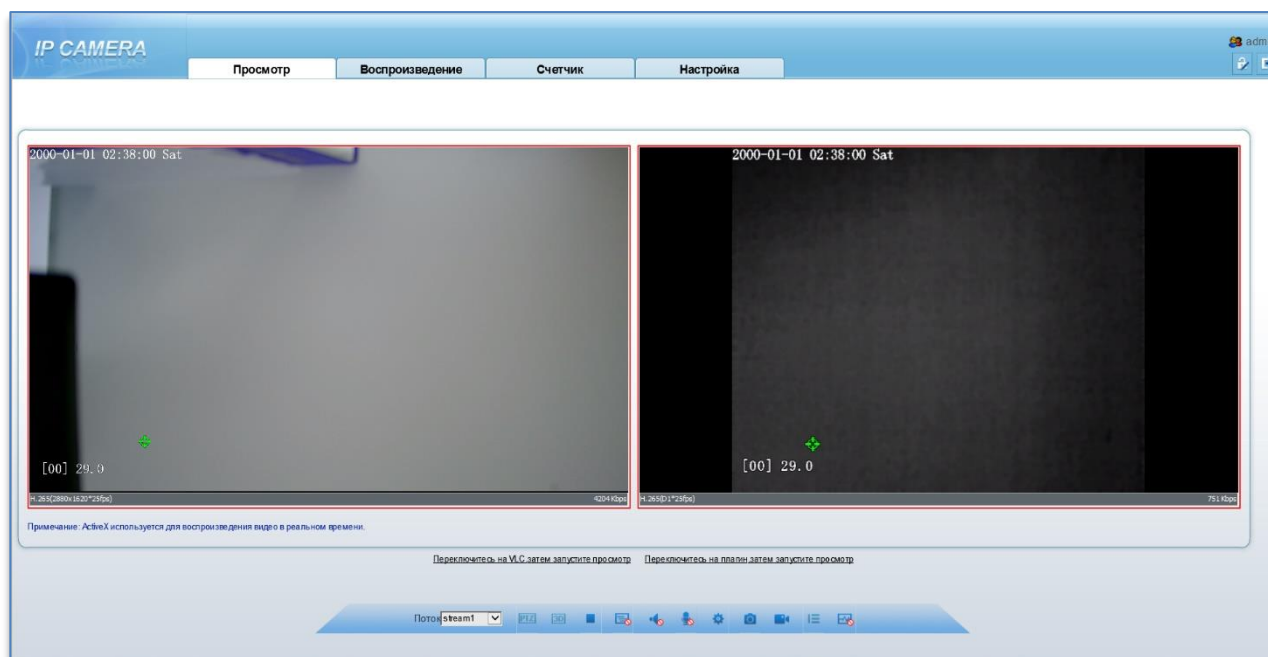 IP CAMERA
adm
Просмотр Воспроизведение Счетчик Настройка
2000-01-01 02:38:00 Sat
2000-01-01 02:38:00 Sat
[00] 29.0
[00] 29.0
H.265(2880x1620*25fps) 4204 Kbps
H.265(D1*25fps) 751 Kbps
Примечание: ActiveX используется для воспроизведения видео в реальном времени.
Переключитесь на VLC затем запустите просмотр Переключитесь на плагин затем запустите просмотр
Поток stream1 PTZ 3D